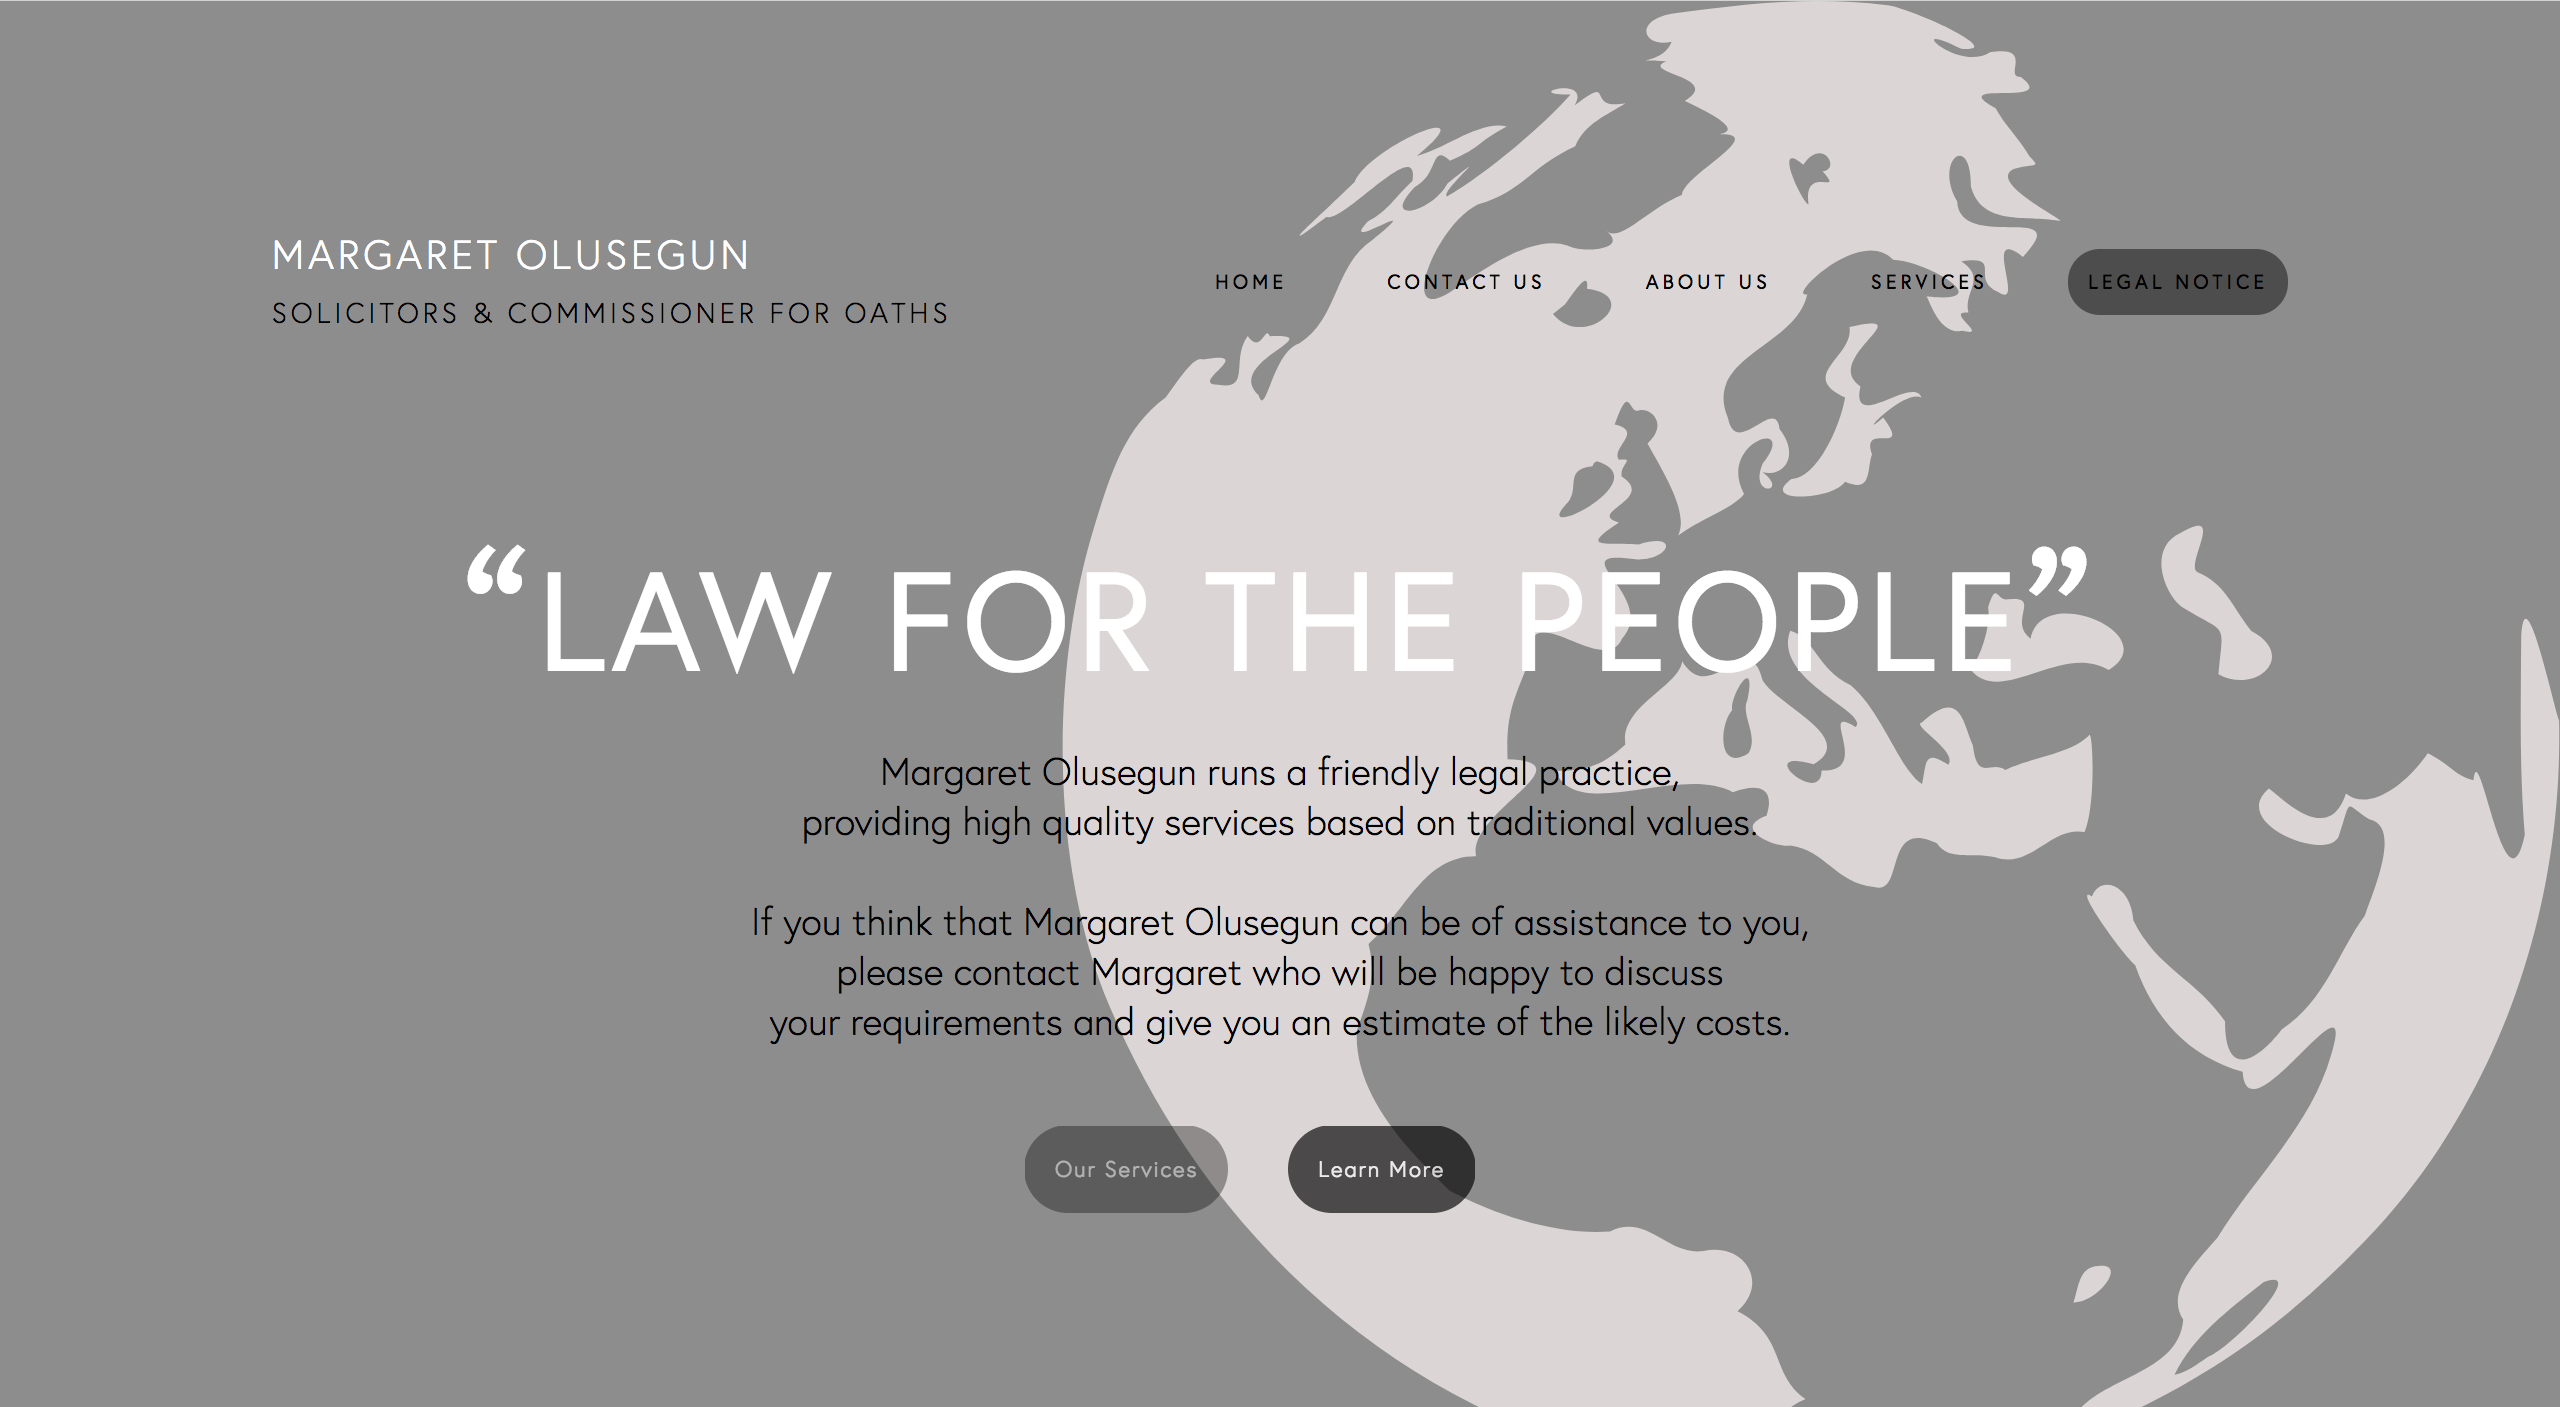 MARGARET OLUSEGUN
SOLICITORS & COMMISSIONER FOR OATHS
HOME
CONTACT US
ABOUT US
SERVICES
LEGAL NOTICE
“LAW FOR THE PEOPLE”
Margaret Olusegun runs a friendly legal practice,
providing high quality services based on traditional values.
If you think that Margaret Olusegun can be of assistance to you,
please contact Margaret who will be happy to discuss
your requirements and give you an estimate of the likely costs.
Our Services
Learn More